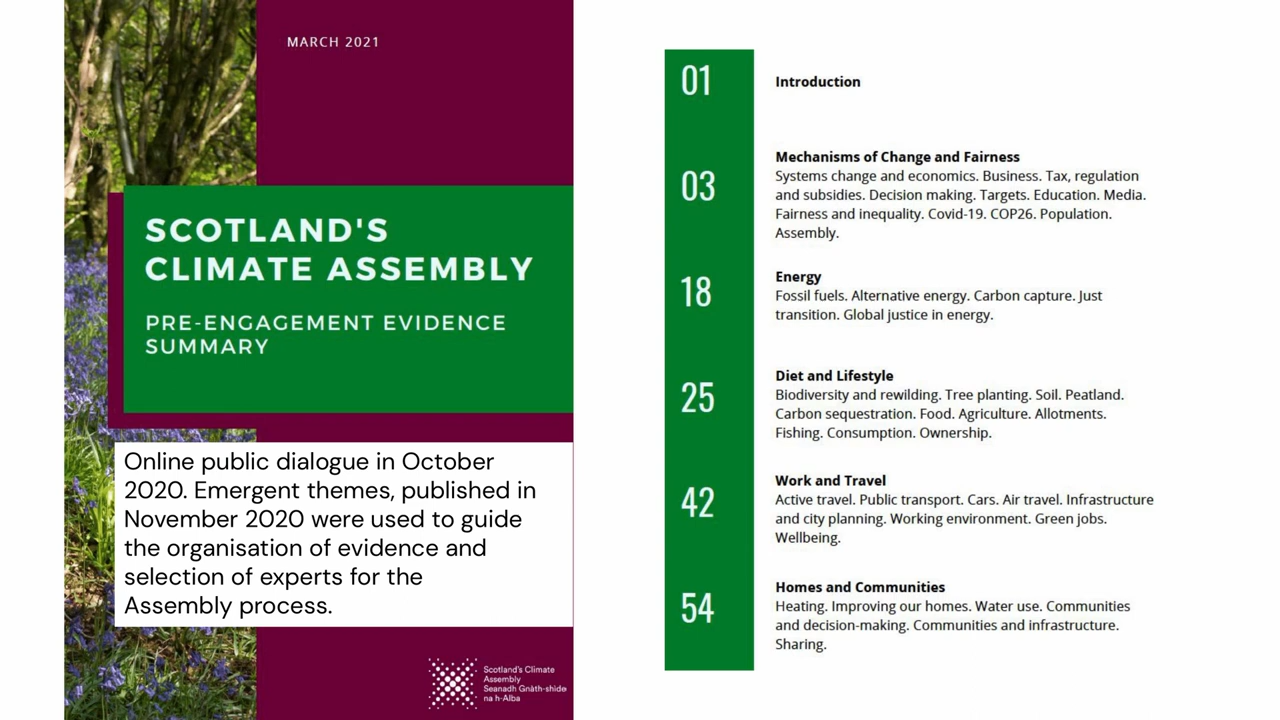 MARCH 2021
SCOTLAND'S
CLIMATE ASSEMBLY
PRE-ENGAGEMENT EVIDENCE
SUMMARY
Online public dialogue in October
2020. Emergent themes, published in
November 2020 were used to guide
the organisation of evidence and
selection of experts for the
Assembly process.
Scotland's Climate
Assembly
Seanadh Gnàth-shìde
na h-Alba
01
Introduction
03
Mechanisms of Change and Fairness
Systems change and economics. Business. Tax, regulation
and subsidies. Decision making. Targets. Education. Media.
Fairness and inequality. Covid-19. COP26. Population.
Assembly.
18
Energy
Fossil fuels. Alternative energy. Carbon capture. Just
transition. Global justice in energy.
25
Diet and Lifestyle
Biodiversity and rewilding. Tree planting. Soil. Peatland.
Carbon sequestration. Food. Agriculture. Allotments.
Fishing. Consumption. Ownership.
42
Work and Travel
Active travel. Public transport. Cars. Air travel. Infrastructure
and city planning. Working environment. Green jobs.
Wellbeing.
54
Homes and Communities
Heating. Improving our homes. Water use. Communities
and decision-making. Communities and infrastructure.
Sharing.